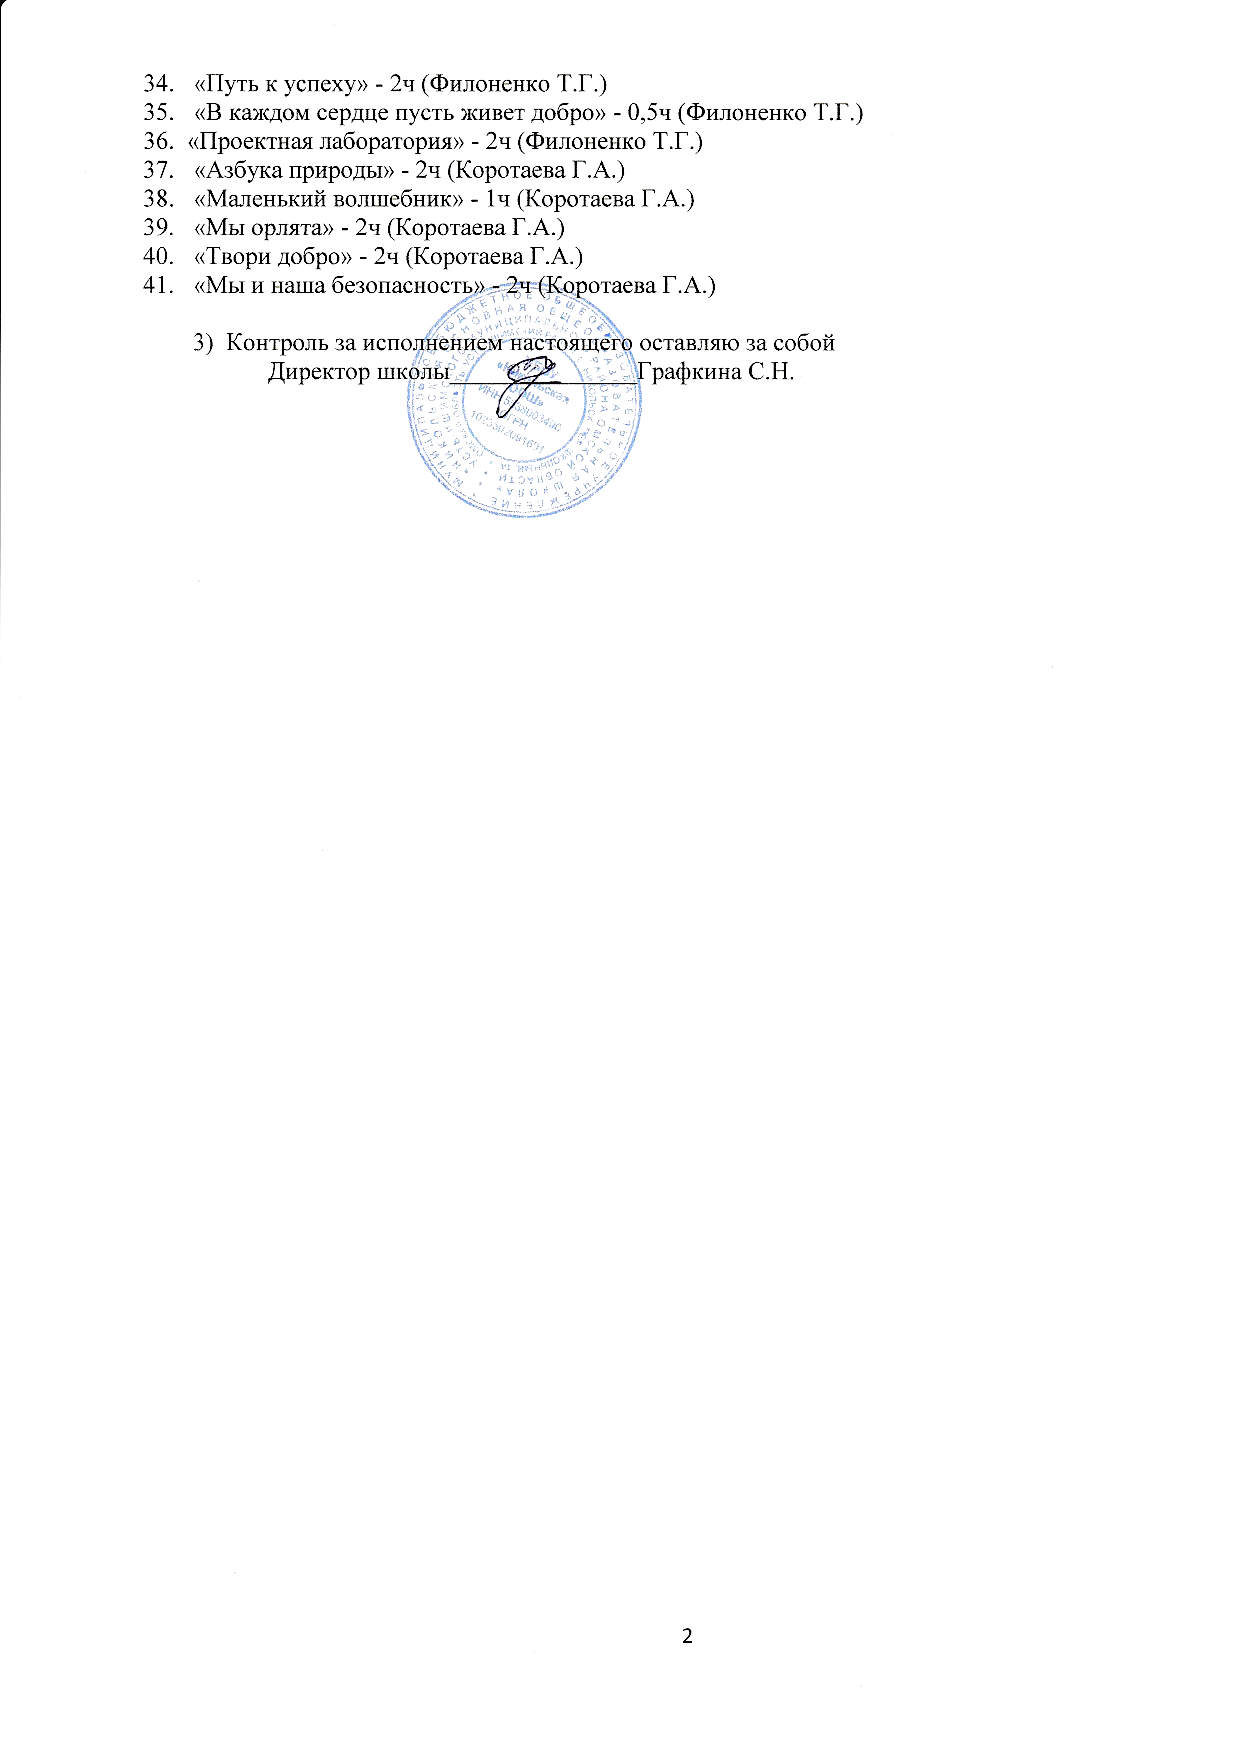 34. «Путь к успеху» - 2ч (Филоненко Т.Г.)
35. «В каждом сердце пусть живет добро» - 0,5ч (Филоненко Т.Г.)
36. «Проектная лаборатория» - 2ч (Филоненко Т.Г.)
37. «Азбука природы» - 2ч (Коротаева Г.А.)
38. «Маленький волшебник» - 1ч (Коротаева Г.А.)
39. «Мы орлята» - 2ч (Коротаева Г.А.)
40. «Твори добро» - 2ч (Коротаева Г.А.)
41. «Мы и наша безопасность» - 2ч (Коротаева Г.А.)
3) Контроль за исполнением настоящего оставляю за собой
Директор школы_______________Графкина С.Н.
2